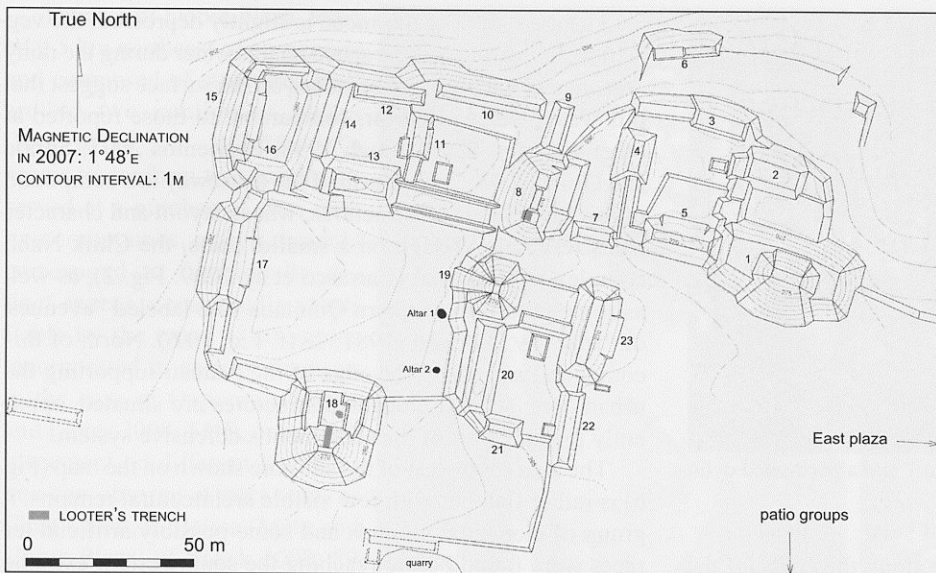 True North
MAGNETIC DECLINATION
IN 2007: 1°48'E
CONTOUR INTERVAL: 1M
1
2
3
4
5
6
7
8
9
10
11
12
13
14
15
16
17
18
19
20
21
22
23
Altar 1
Altar 2
East plaza
patio groups
quarry
LOOTER'S TRENCH
0 50 m